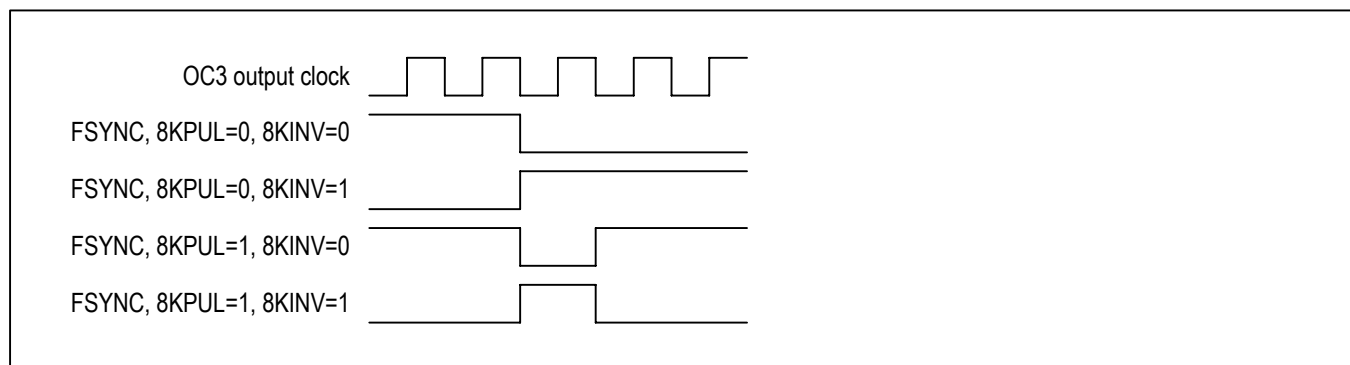 OC3 output clock
FSYNC, 8KPUL=0, 8KINV=0
FSYNC, 8KPUL=0, 8KINV=1
FSYNC, 8KPUL=1, 8KINV=0
FSYNC, 8KPUL=1, 8KINV=1